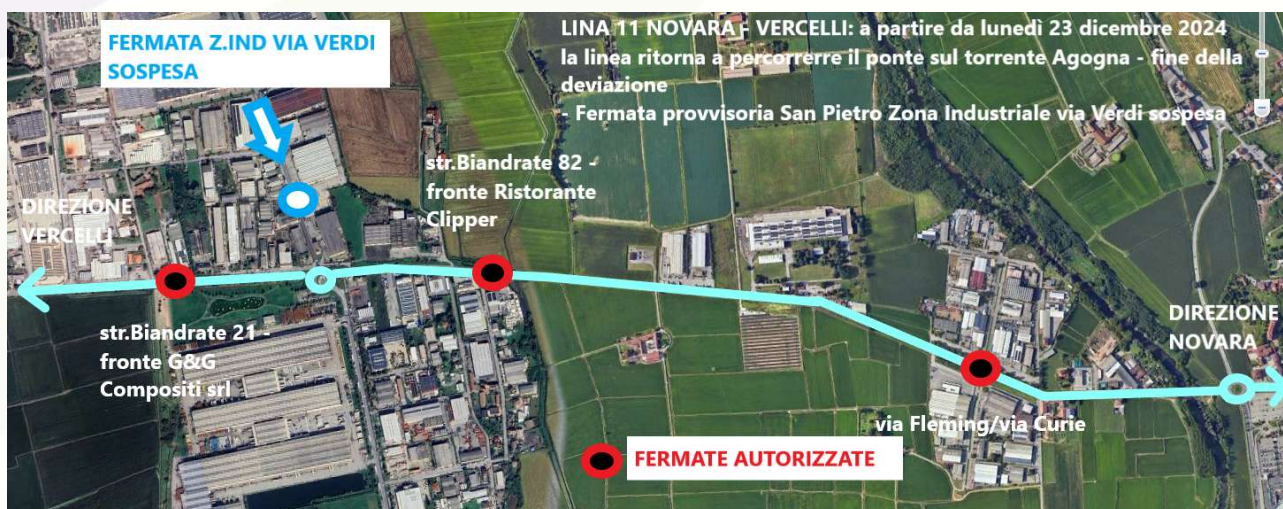 FERMATA Z.IND VIA VERDI
SOSPESA
LINA 11 NOVARA - VERCELLI: a partire da lunedì 23 dicembre 2024
la linea ritorna a percorrerre il ponte sul torrente Agogna - fine della
deviazione
- Fermata provvisoria San Pietro Zona Industriale via Verdi sospesa
str.Biandrate 82 -
fronte Ristorante
Clipper
DIREZIONE
VERCELLI
str.Biandrate 21 -
fronte G&G
Compositi srl
DIREZIONE
NOVARA
via Fleming/via Curie
FERMATE AUTORIZZATE